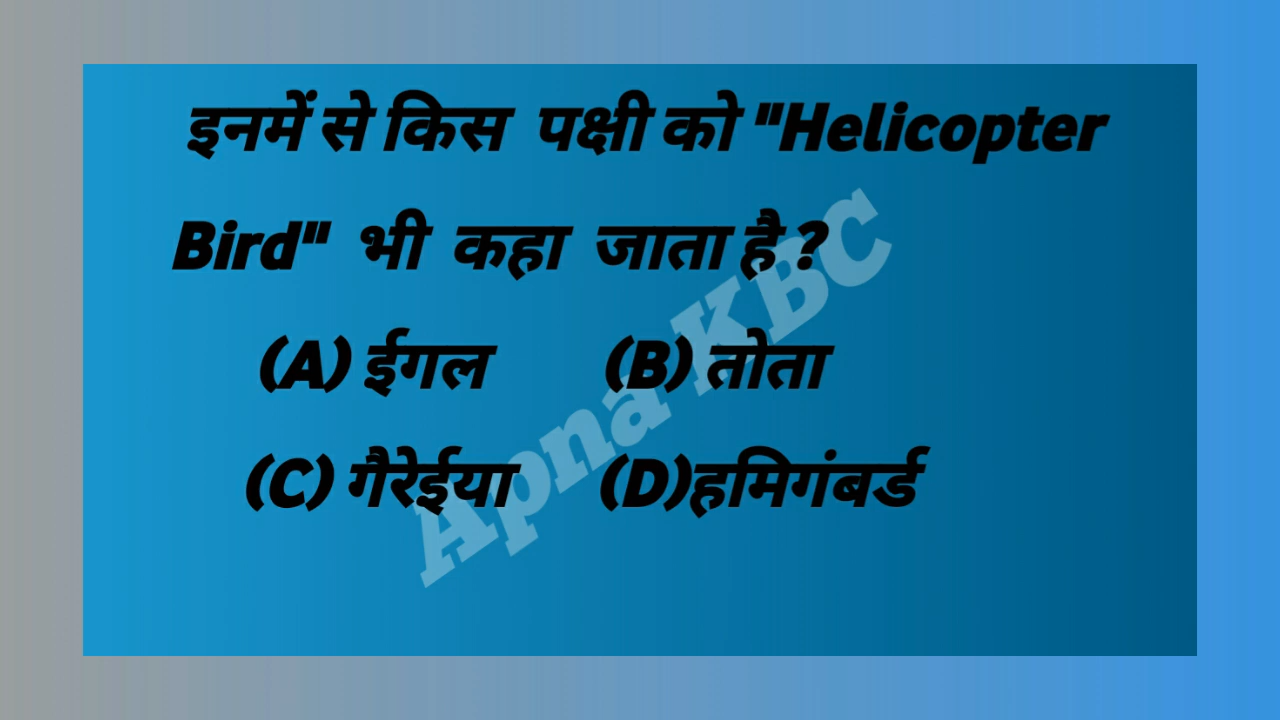 इनमें से किस पक्षी को "Helicopter
Bird" भी कहा जाता है ?
(A) ईगल (B) तोता
(C) गैरेईया (D)हमिगंबर्ड
Apna KBC